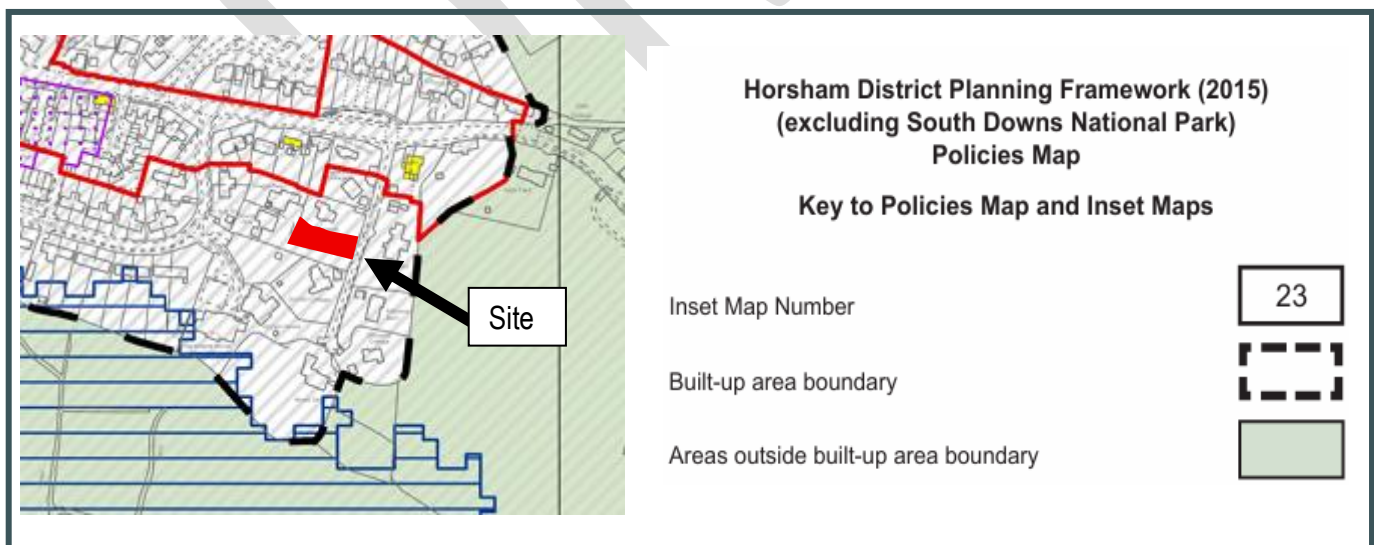 Site
Horsham District Planning Framework (2015)
(excluding South Downs National Park)
Policies Map
Key to Policies Map and Inset Maps
Inset Map Number
23
Built-up area boundary
Areas outside built-up area boundary